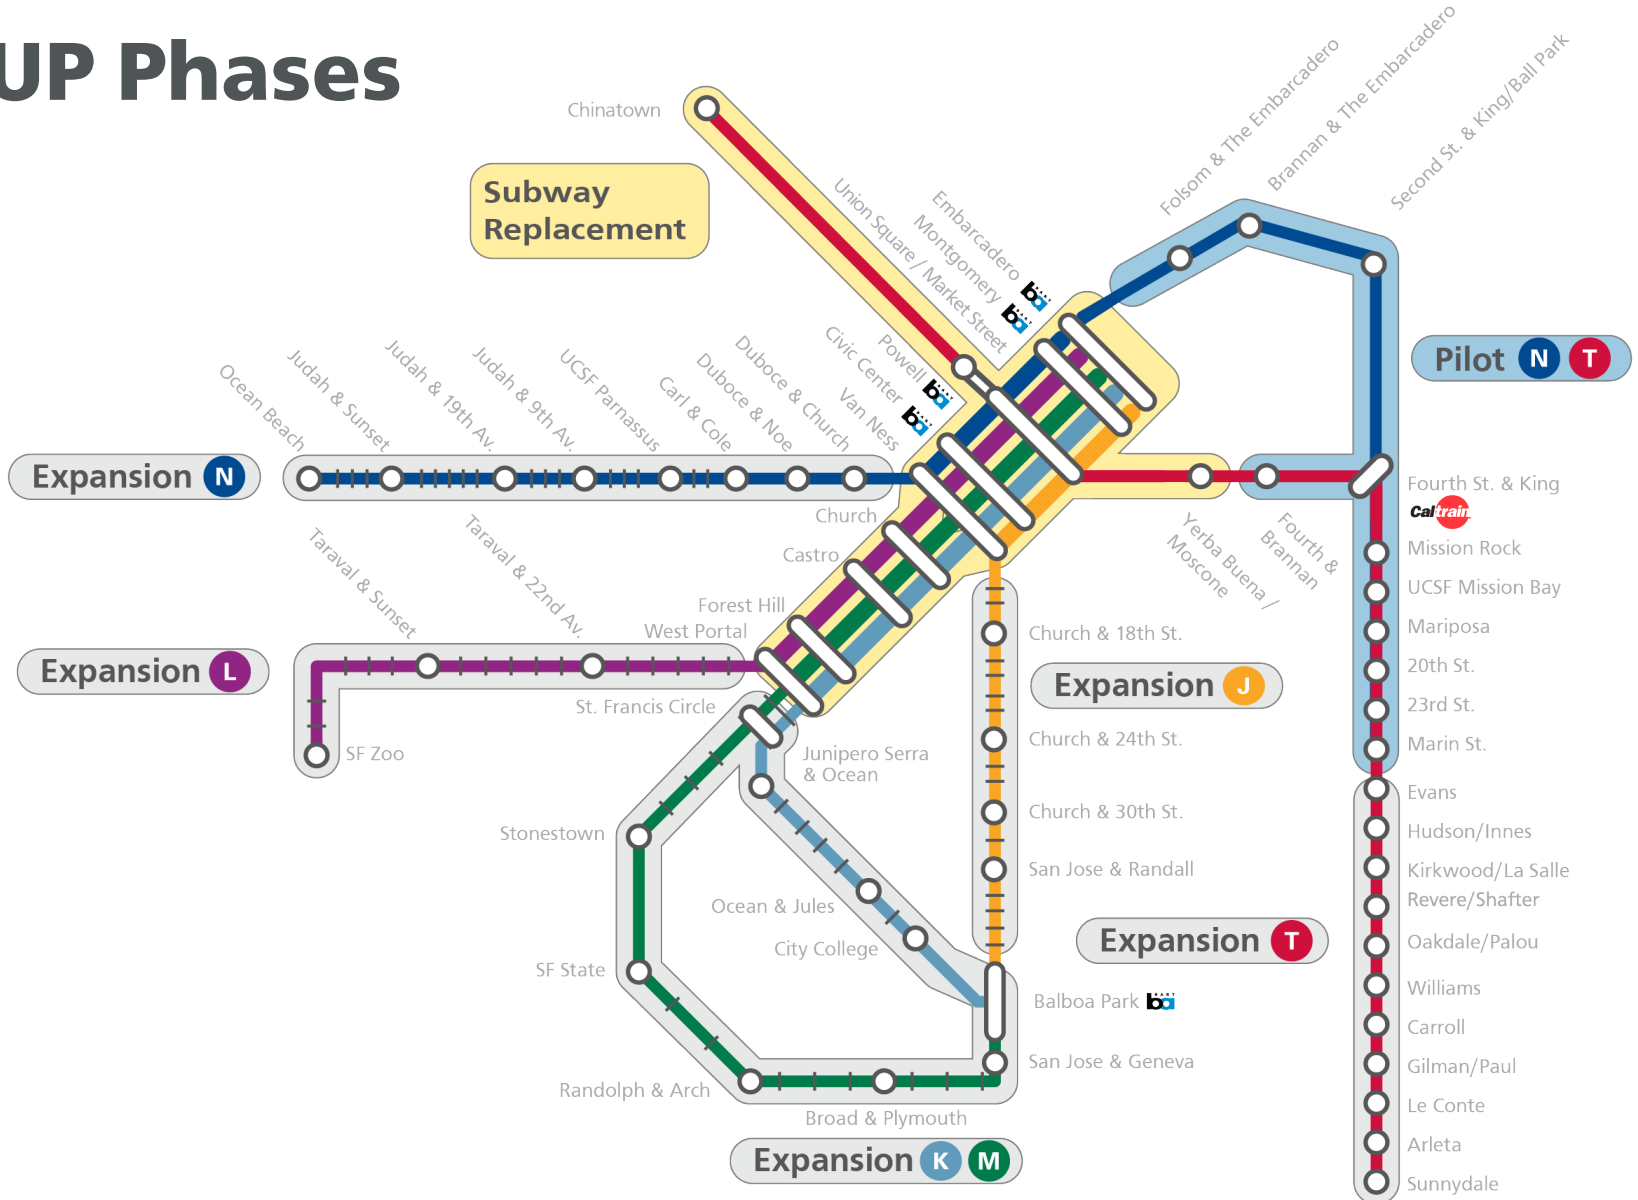 UP Phases
Chinatown
Subway
Replacement
Union Square / Market Street
Montgomery
Embarcadero
Folsom & The Embarcadero
Brannan & The Embarcadero
Second St. & King/Ball Park
Pilot N T
Ocean Beach
Judah & Sunset
Judah & 19th Av.
Judah & 9th Av.
UCSF Parnassus
Carl & Cole
Duboce & Noe
Duboce & Church
Van Ness
Civic Center
Powell
Expansion N
Church
Castro
Forest Hill
West Portal
Yerba Buena /
Moscone
Fourth &
Brannan
Fourth St. & King
Caltrain
Mission Rock
UCSF Mission Bay
Mariposa
20th St.
23rd St.
Marin St.
Taraval & Sunset
Taraval & 22nd Av.
Expansion L
SF Zoo
St. Francis Circle
Junipero Serra
& Ocean
Church & 18th St.
Expansion J
Church & 24th St.
Church & 30th St.
San Jose & Randall
Stonestown
Ocean & Jules
City College
SF State
Expansion T
Balboa Park ba
San Jose & Geneva
Randolph & Arch
Broad & Plymouth
Expansion K M
Evans
Hudson/Innes
Kirkwood/La Salle
Revere/Shafter
Oakdale/Palou
Williams
Carroll
Gilman/Paul
Le Conte
Arleta
Sunnydale